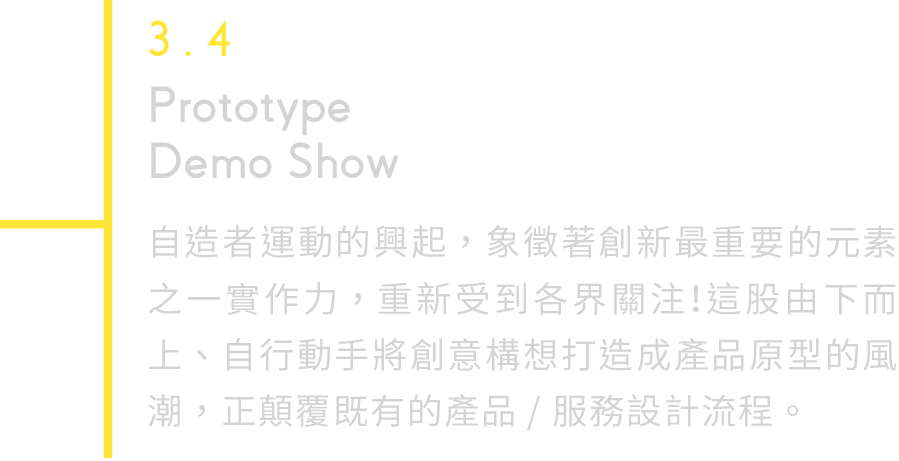 3.4
Prototype
Demo Show
自造者運動的興起，象徵著創新最重要的元素
之一實作力，重新受到各界關注!這股由下而
上、自行動手將創意構想打造成產品原型的風
潮，正顛覆既有的產品 / 服務設計流程。